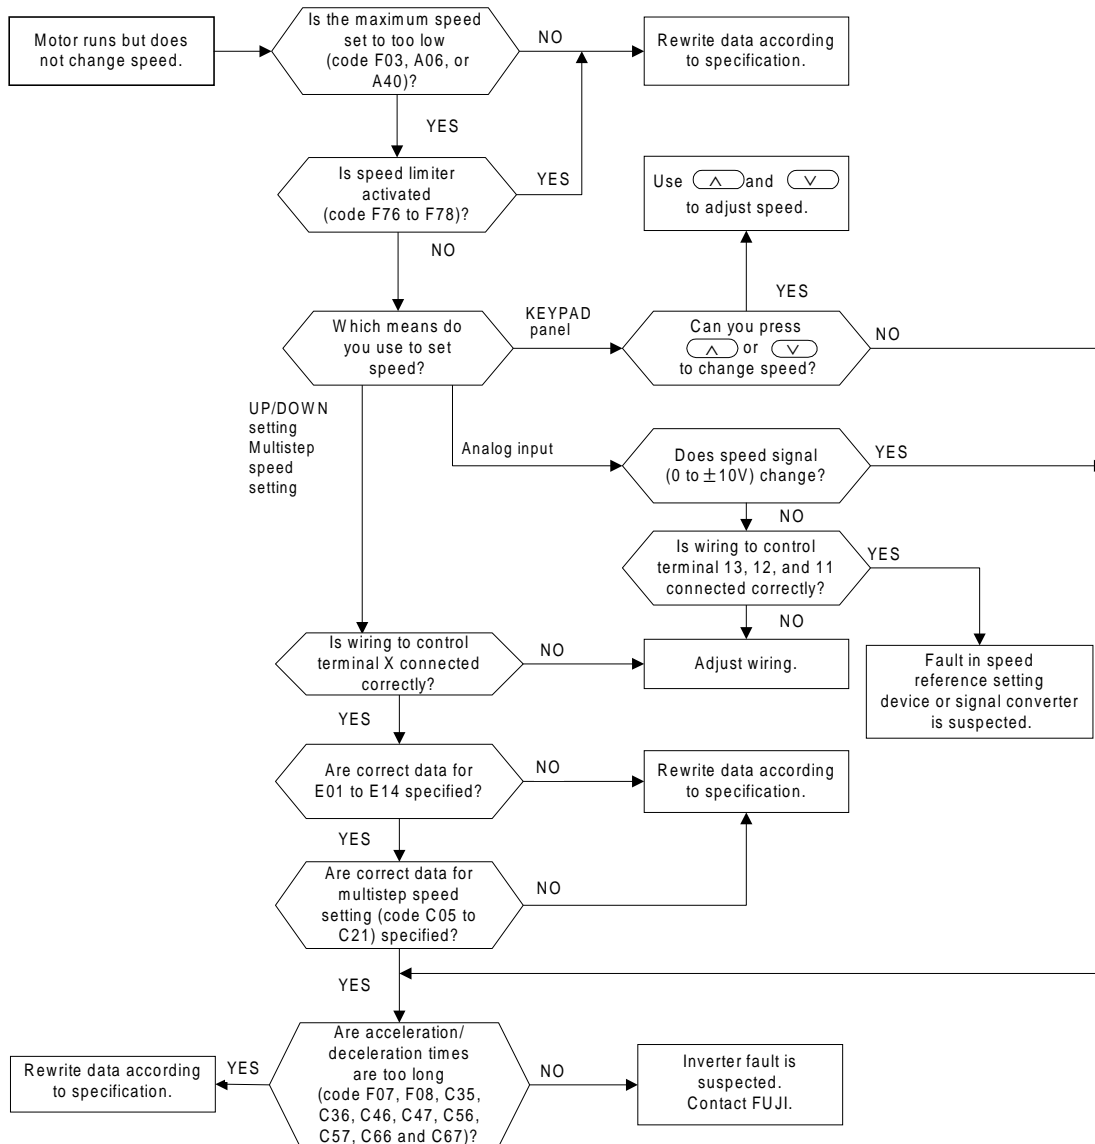 Motor runs but does
not change speed.
Is the maximum speed
set to too low
(code F03, A06, or
A40)?
NO
Rewrite data according
to specification.
YES
Is speed limiter
activated
(code F76 to F78)?
YES
NO
Use ∧ and ∨
to adjust speed.
YES
Which means do
you use to set
speed?
KEYPAD
panel
Can you press
∧ or ∨
to change speed?
NO
UP/DOWN
setting
Multistep
speed
setting
Analog input
Does speed signal
(0 to ±10V) change?
YES
NO
Is wiring to control
terminal 13, 12, and 11
connected correctly?
YES
NO
Is wiring to control
terminal X connected
correctly?
NO
Adjust wiring.
Fault in speed
reference setting
device or signal converter
is suspected.
YES
Are correct data for
E01 to E14 specified?
NO
Rewrite data according
to specification.
YES
Are correct data for
multistep speed
setting (code C05 to
C21) specified?
NO
YES
Are acceleration/
deceleration times
are too long
(code F07, F08, C35,
C36, C46, C47, C56,
C57, C66 and C67)?
YES
Rewrite data according
to specification.
NO
Inverter fault is
suspected.
Contact FUJI.